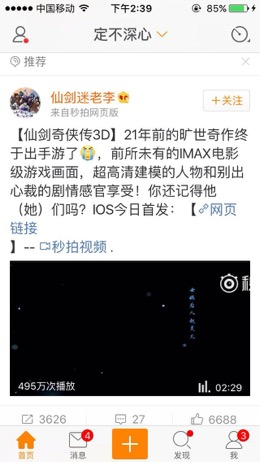 中国移动 下午2:39 85%
定不深心
推荐
仙剑迷老李
来自秒拍网页版
+关注
【仙剑奇侠传3D】21年前的旷世奇作终
于出手游了😭，前所未有的IMAX电影
级游戏画面，超高清建模的人物和别出
心裁的剧情感官享受！你还记得他
（她）们吗？IOS今日首发：【网页
链接
】-- 秒拍视频 .
秒
495万次播放
02:29
3626 27 6688
首页 消息 4 发现 我 3